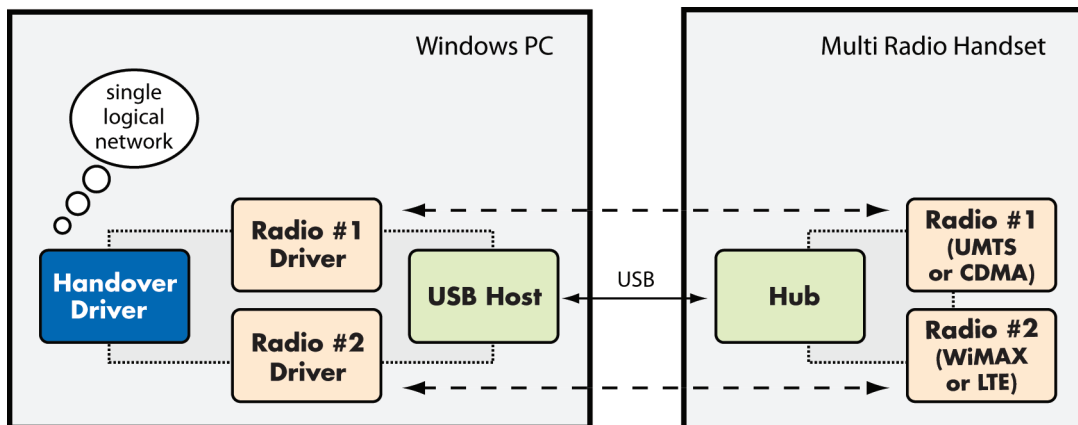 Windows PC
Multi Radio Handset
single
logical
network
Radio #1
Driver
Handover
Driver
USB Host
Radio #2
Driver
USB
Hub
Radio #1
(UMTS
or CDMA)
Radio #2
(WiMAX
or LTE)